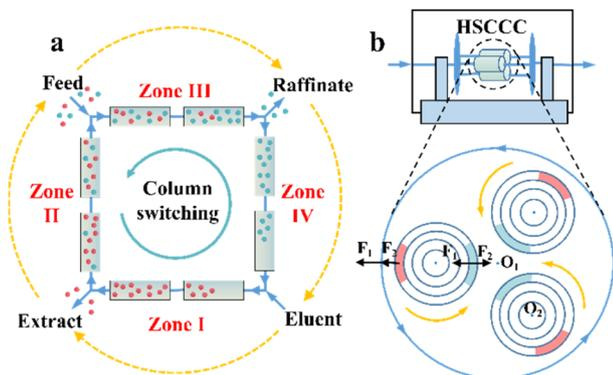 a
Feed
Zone III
Raffinate
Zone
II
Column
switching
Zone
IV
Extract
Zone I
Eluent
b
HSCCC
F₁
F₂
F₁
F₂
O₁
O₂